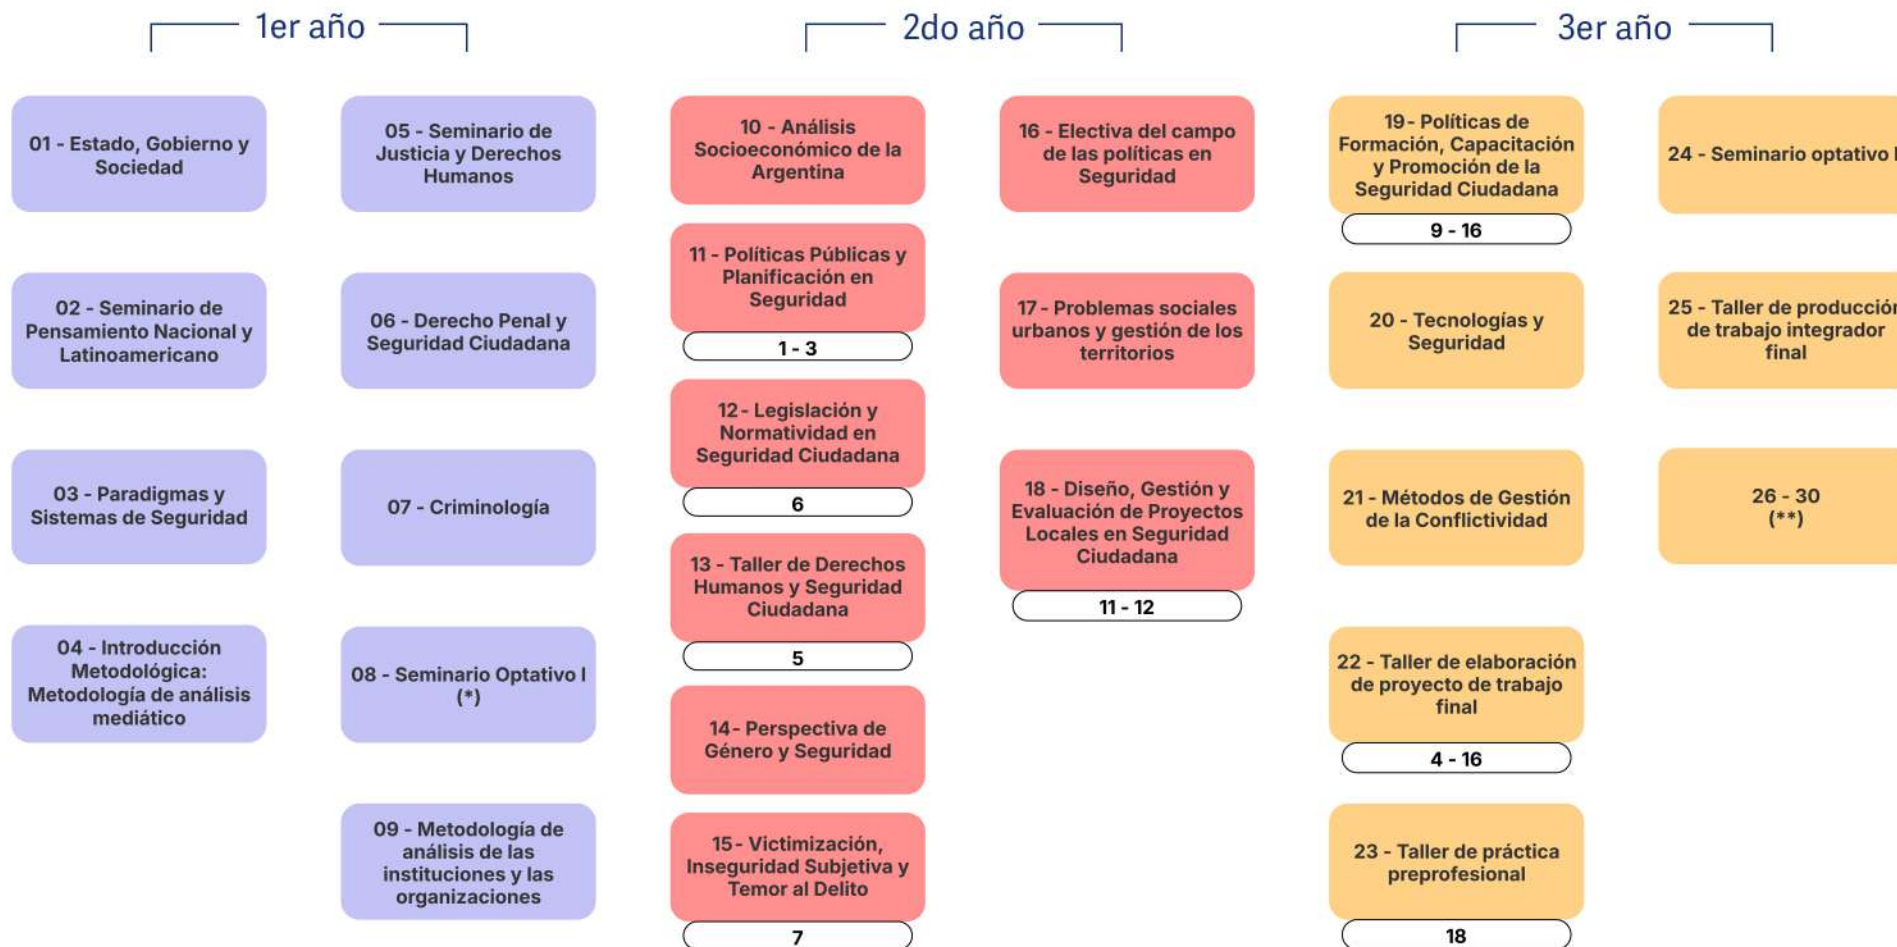 1er año
01 - Estado, Gobierno y
Sociedad
02 - Seminario de
Pensamiento Nacional y
Latinoamericano
03 - Paradigmas y
Sistemas de Seguridad
04 - Introducción
Metodológica:
Metodología de análisis
mediático
05 - Seminario de
Justicia y Derechos
Humanos
06 - Derecho Penal y
Seguridad Ciudadana
07 - Criminología
08 - Seminario Optativo I
(*)
09 - Metodología de
análisis de las
instituciones y las
organizaciones
2do año
10 - Análisis
Socioeconómico de la
Argentina
11 - Políticas Públicas y
Planificación en
Seguridad
1 - 3
12 - Legislación y
Normatividad en
Seguridad Ciudadana
6
13 - Taller de Derechos
Humanos y Seguridad
Ciudadana
5
14 - Perspectiva de
Género y Seguridad
15 - Victimización,
Inseguridad Subjetiva y
Temor al Delito
7
16 - Electiva del campo
de las políticas en
Seguridad
17 - Problemas sociales
urbanos y gestión de los
territorios
18 - Diseño, Gestión y
Evaluación de Proyectos
Locales en Seguridad
Ciudadana
11 - 12
3er año
19 - Políticas de
Formación, Capacitación
y Promoción de la
Seguridad Ciudadana
9 - 16
20 - Tecnologías y
Seguridad
21 - Métodos de Gestión
de la Conflictividad
22 - Taller de elaboración
de proyecto de trabajo
final
4 - 16
23 - Taller de práctica
preprofesional
18
24 - Seminario optativo
25 - Taller de producción
de trabajo integrador
final
26 - 30
(**)